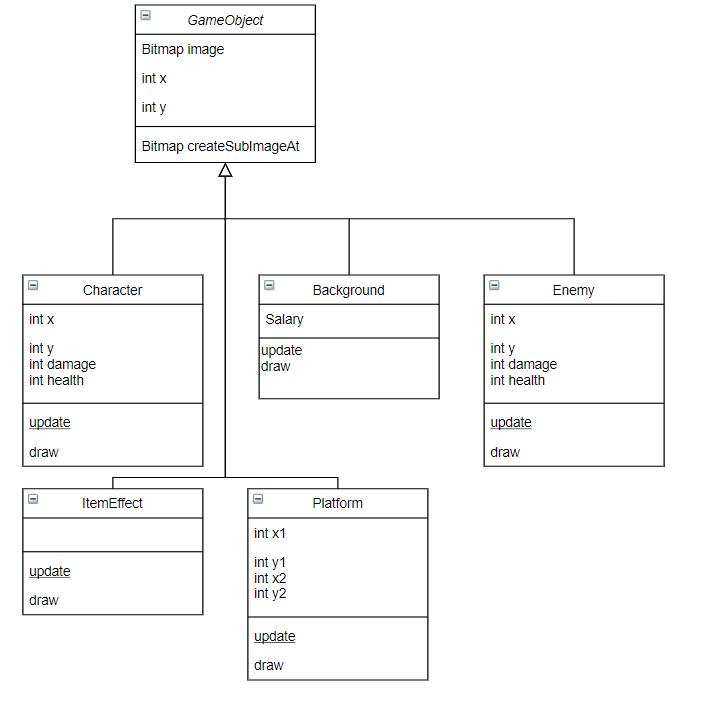 GameObject
Bitmap image
int x
int y
Bitmap createSubImageAt
Character
int x
int y
int damage
int health
update
draw
Background
Salary
update
draw
Enemy
int x
int y
int damage
int health
update
draw
ItemEffect
update
draw
Platform
int x1
int y1
int x2
int y2
update
draw